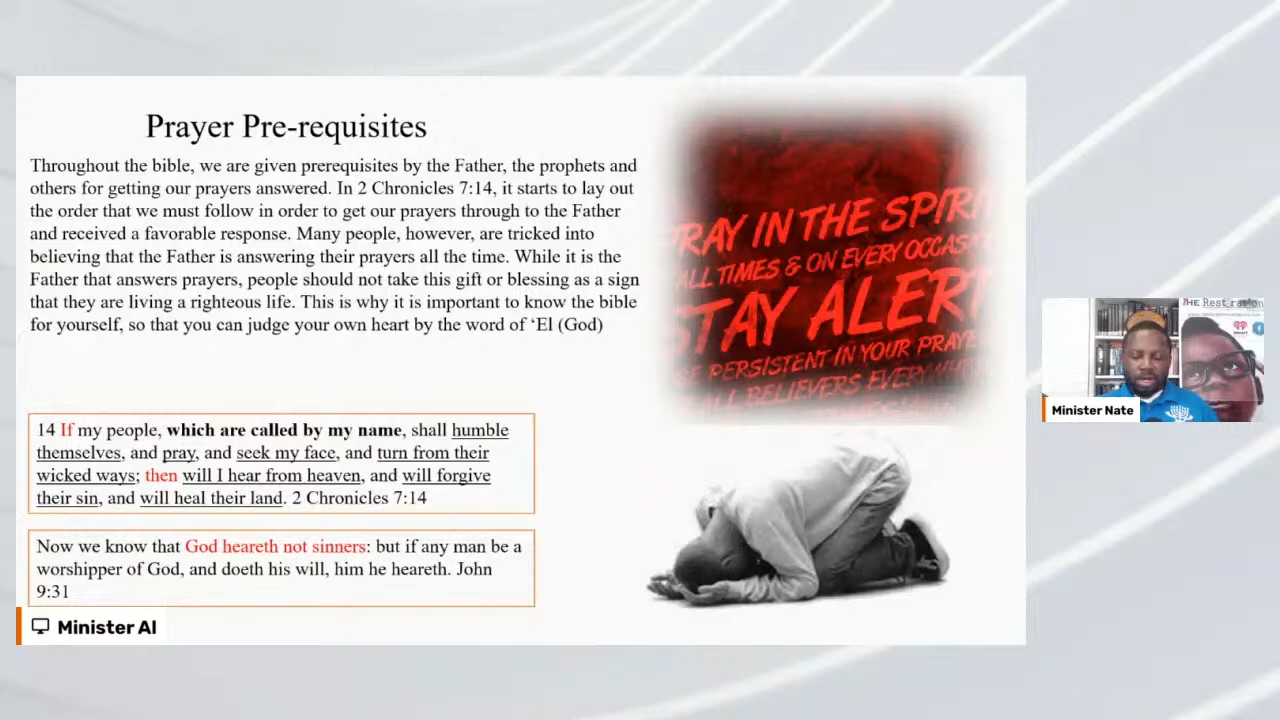 Prayer Pre-requisites
Throughout the bible, we are given prerequisites by the Father, the prophets and
others for getting our prayers answered. In 2 Chronicles 7:14, it starts to lay out
the order that we must follow in order to get our prayers through to the Father
and received a favorable response. Many people, however, are tricked into
believing that the Father is answering their prayers all the time. While it is the
Father that answers prayers, people should not take this gift or blessing as a sign
that they are living a righteous life. This is why it is important to know the bible
for yourself, so that you can judge your own heart by the word of ‘El (God)
14 If my people, which are called by my name, shall humble
themselves, and pray, and seek my face, and turn from their
wicked ways; then will I hear from heaven, and will forgive
their sin, and will heal their land. 2 Chronicles 7:14
Now we know that God heareth not sinners: but if any man be a
worshipper of God, and doeth his will, him he heareth. John
9:31
Minister Al
PRAY IN THE SPIRI
ALL TIMES & ON EVERY OCCAS
STAY ALERT
BE PERSISTENT IN YOUR PRAYE
ALL BELIEVERS EVERYWHE
THE Rest ration
Minister Nate